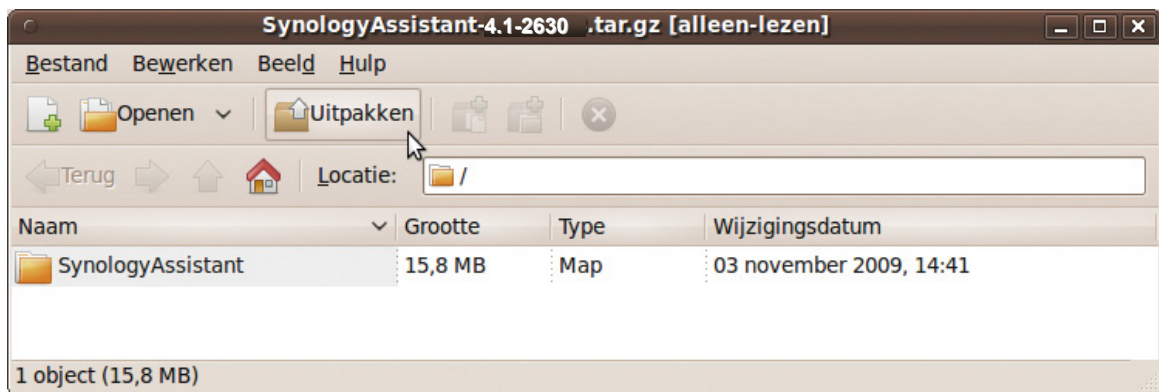 SynologyAssistant-4.1-2630 .tar.gz [alleen-lezen]
Bestand Bewerken Beeld Hulp
Openen Uitpakken
Terug Locatie: /
Naam Grootte Type Wijzigingsdatum
SynologyAssistant 15,8 MB Map 03 november 2009, 14:41
1 object (15,8 MB)